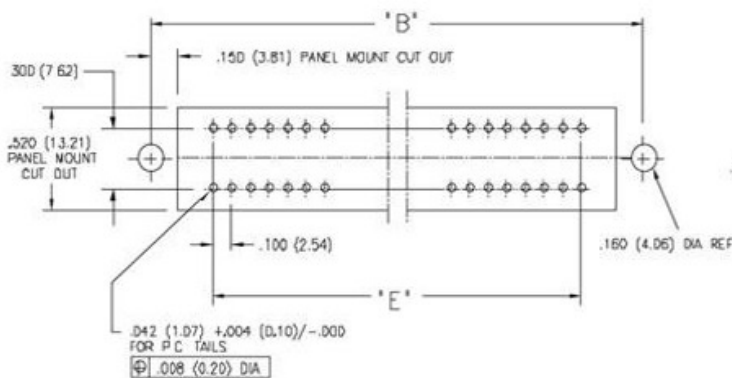 "B"
.150 (3.81) PANEL MOUNT CUT OUT
.300 (7.62)
.520 (13.21)
PANEL MOUNT
CUT OUT
.100 (2.54)
.160 (4.06) DIA REF
"E"
.042 (1.07) +.004 (0.10)/-.000
FOR P C TAILS
⌖ .008 (0.20) DIA